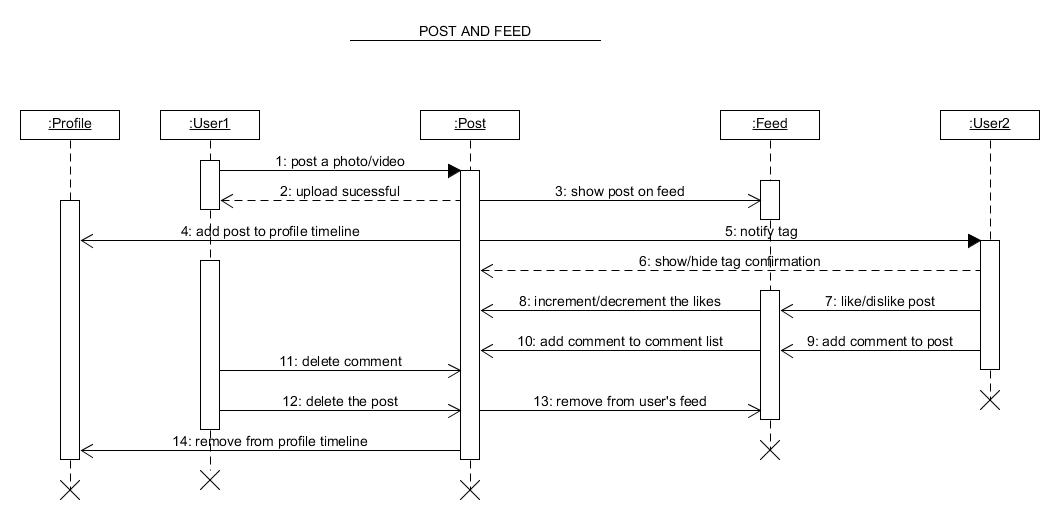 POST AND FEED
:Profile
:User1
:Post
:Feed
:User2
1: post a photo/video
2: upload sucessful
3: show post on feed
4: add post to profile timeline
5: notify tag
6: show/hide tag confirmation
8: increment/decrement the likes
7: like/dislike post
10: add comment to comment list
9: add comment to post
11: delete comment
12: delete the post
13: remove from user's feed
14: remove from profile timeline